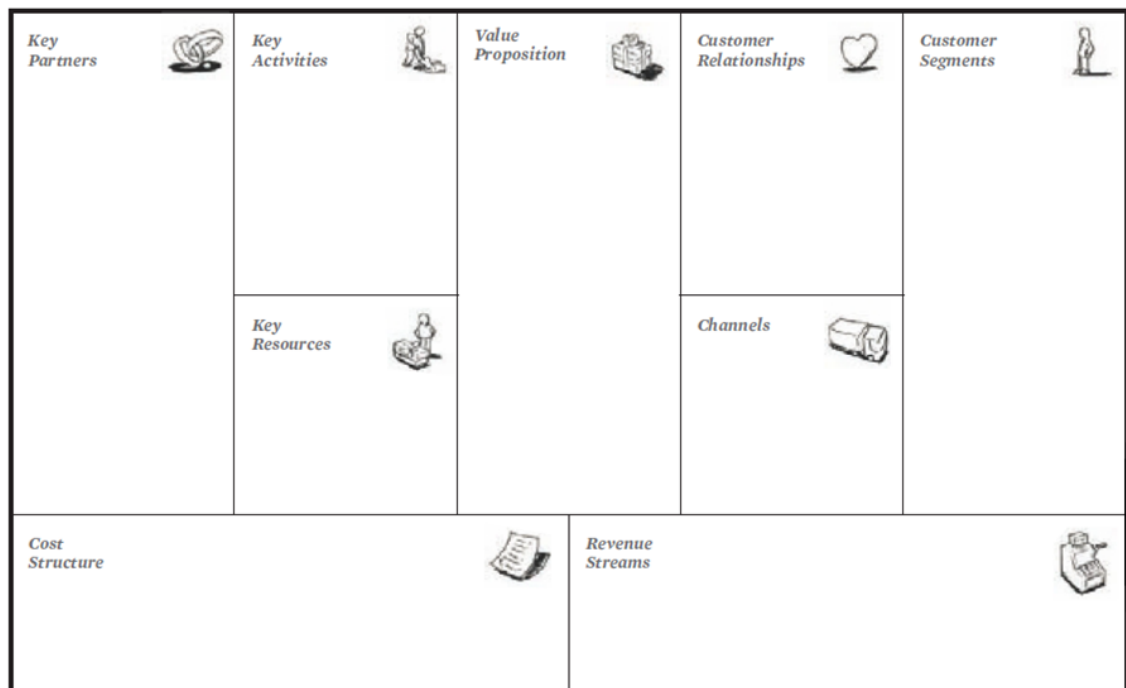 Key
Partners
Key
Activities
Value
Proposition
Customer
Relationships
Customer
Segments
Key
Resources
Channels
Cost
Structure
Revenue
Streams